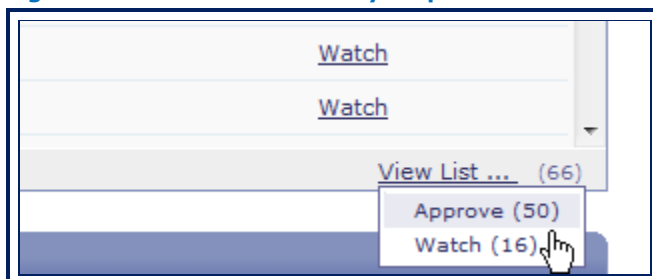 Watch
Watch
View List ... (66)
Approve (50)
Watch (16)